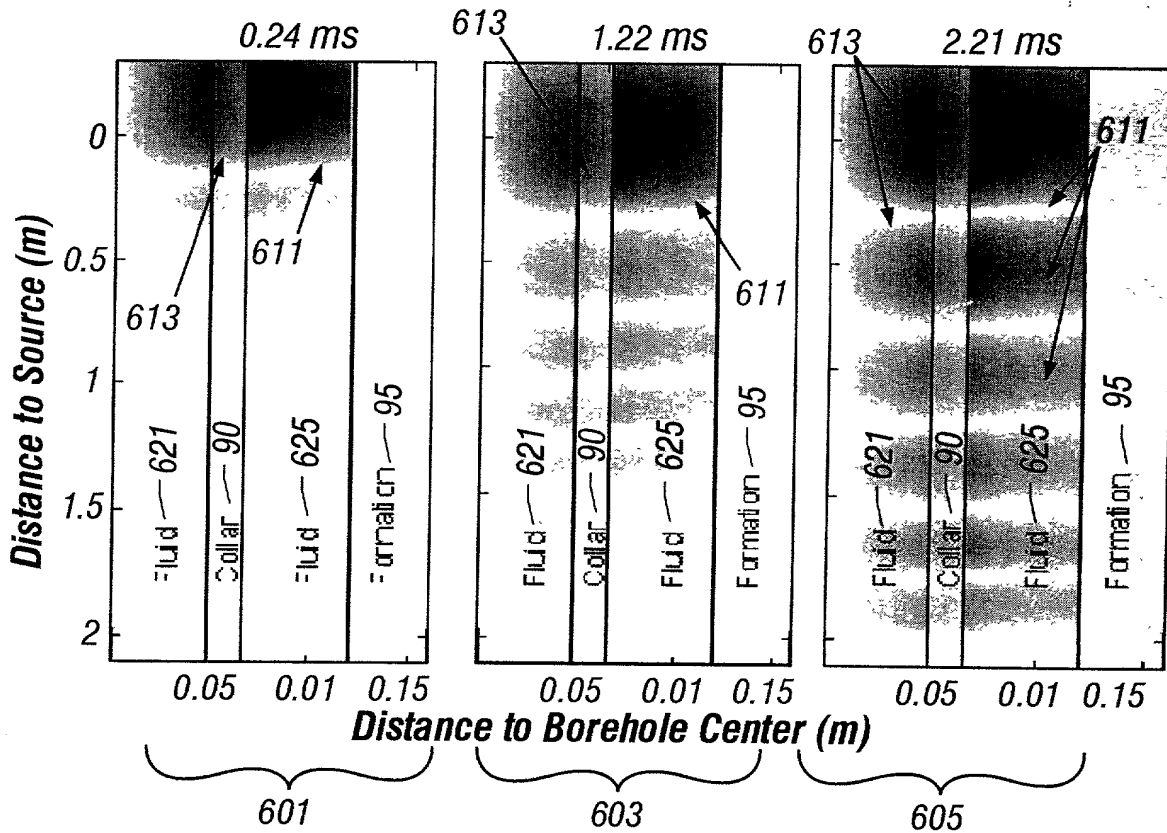 0.24 ms
613
1.22 ms
613
2.21 ms
Distance to Source (m)
0
0.5
1
1.5
2
613
611
611
611
Fluid 621
Collar 90
Fluid 625
Formation 95
Fluid 621
Collar 90
Fluid 625
Formation 95
Fluid 621
Collar 90
Fluid 625
Formation 95
0.05 0.01 0.15
0.05 0.01 0.15
0.05 0.01 0.15
Distance to Borehole Center (m)
601
603
605